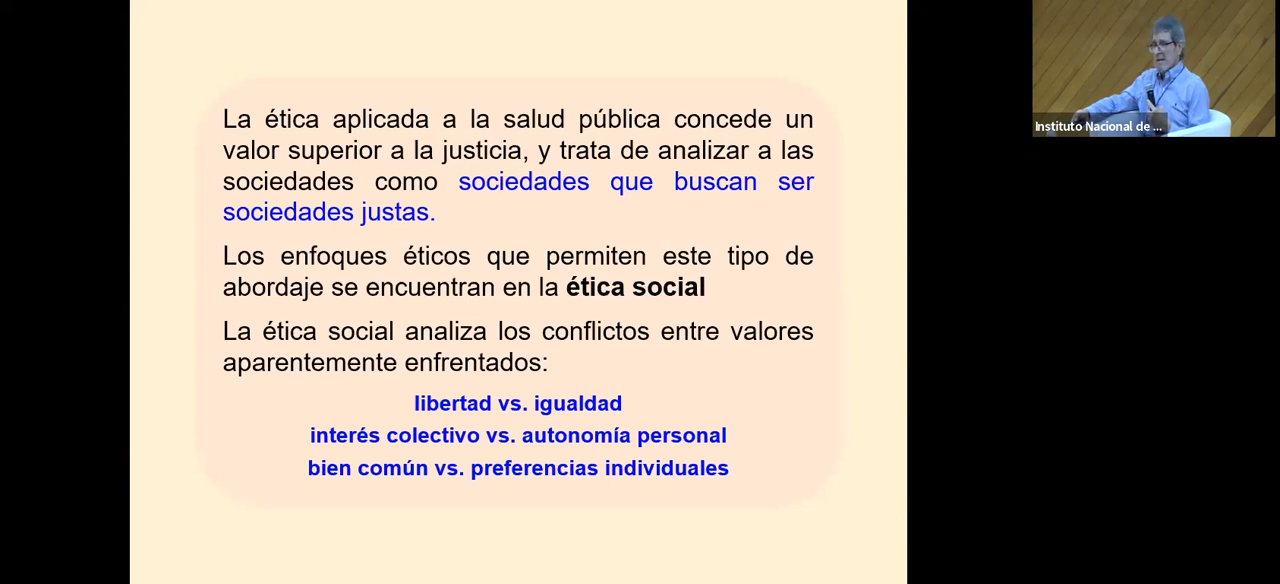 La ética aplicada a la salud pública concede un
valor superior a la justicia, y trata de analizar a las
sociedades como sociedades que buscan ser
sociedades justas.
Los enfoques éticos que permiten este tipo de
abordaje se encuentran en la ética social
La ética social analiza los conflictos entre valores
aparentemente enfrentados:
libertad vs. igualdad
interés colectivo vs. autonomía personal
bien común vs. preferencias individuales
Instituto Nacional de ...